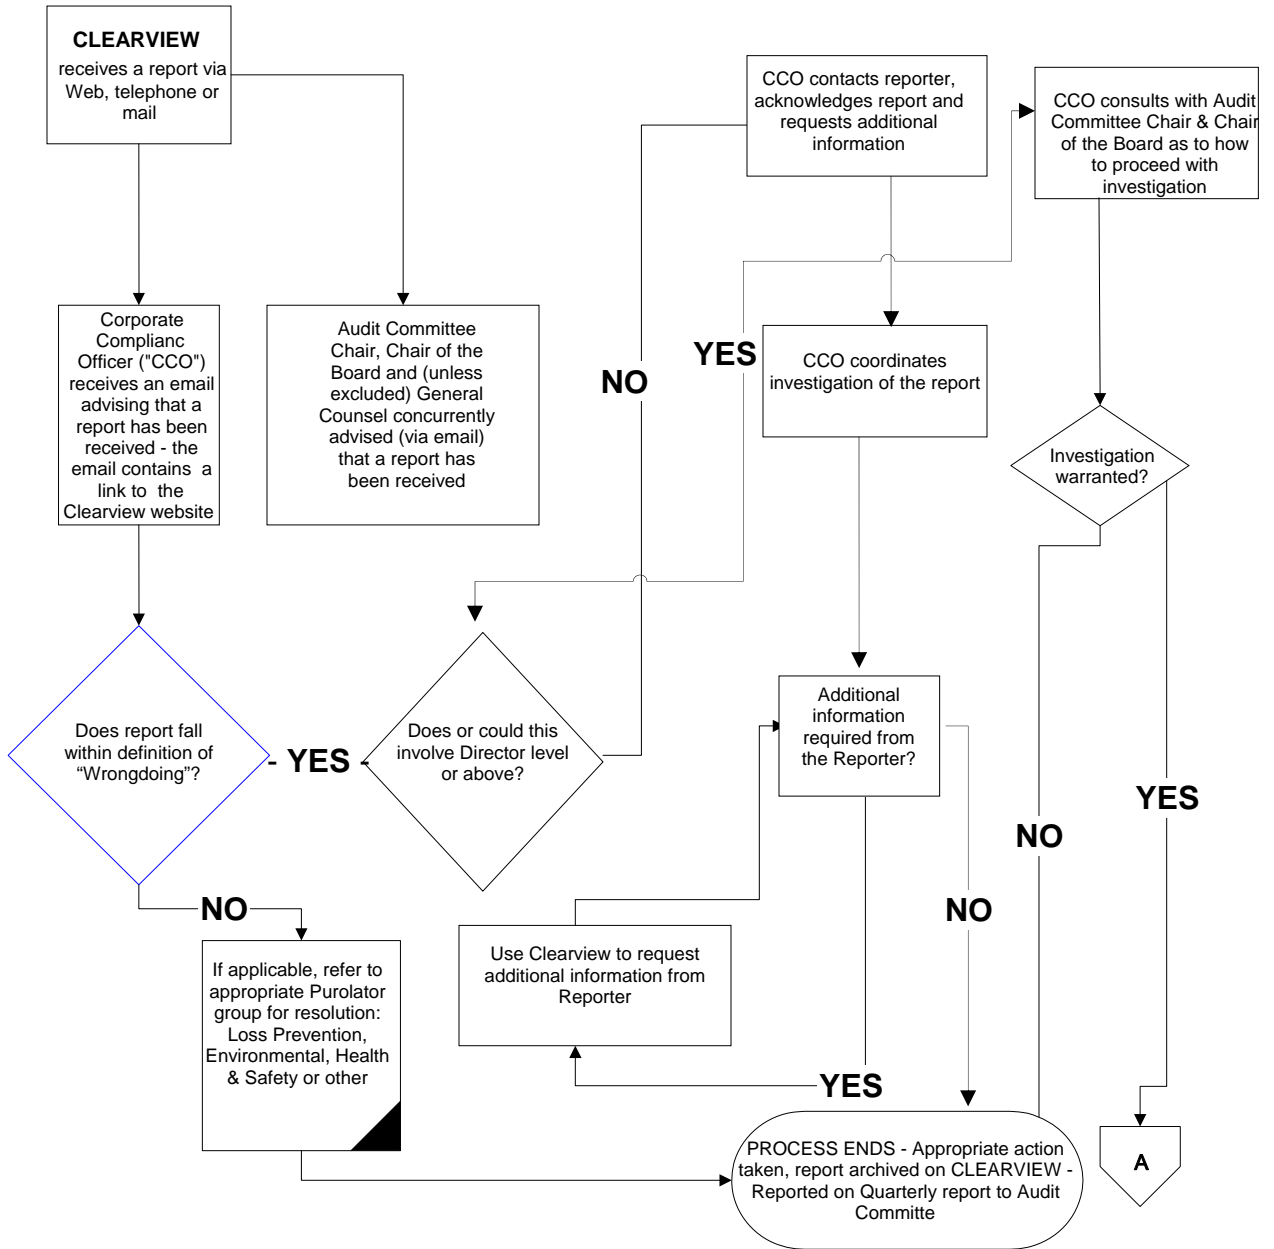 CLEARVIEW
receives a report via
Web, telephone or
mail
CCO contacts reporter,
acknowledges report and
requests additional
information
CCO consults with Audit
Committee Chair & Chair
of the Board as to how
to proceed with
investigation
Corporate
Complianc
Officer ("CCO")
receives an email
advising that a
report has been
received - the
email contains a
link to the
Clearview website
Audit Committee
Chair, Chair of the
Board and (unless
excluded) General
Counsel concurrently
advised (via email)
that a report has
been received
NO
YES
CCO coordinates
investigation of the report
Investigation
warranted?
Does report fall
within definition of
“Wrongdoing”?
- YES -
Does or could this
involve Director level
or above?
Additional
information
required from
the Reporter?
YES
NO
NO
NO
If applicable, refer to
appropriate Purolator
group for resolution:
Loss Prevention,
Environmental, Health
& Safety or other
Use Clearview to request
additional information from
Reporter
YES
PROCESS ENDS - Appropriate action
taken, report archived on CLEARVIEW -
Reported on Quarterly report to Audit
Committe
A